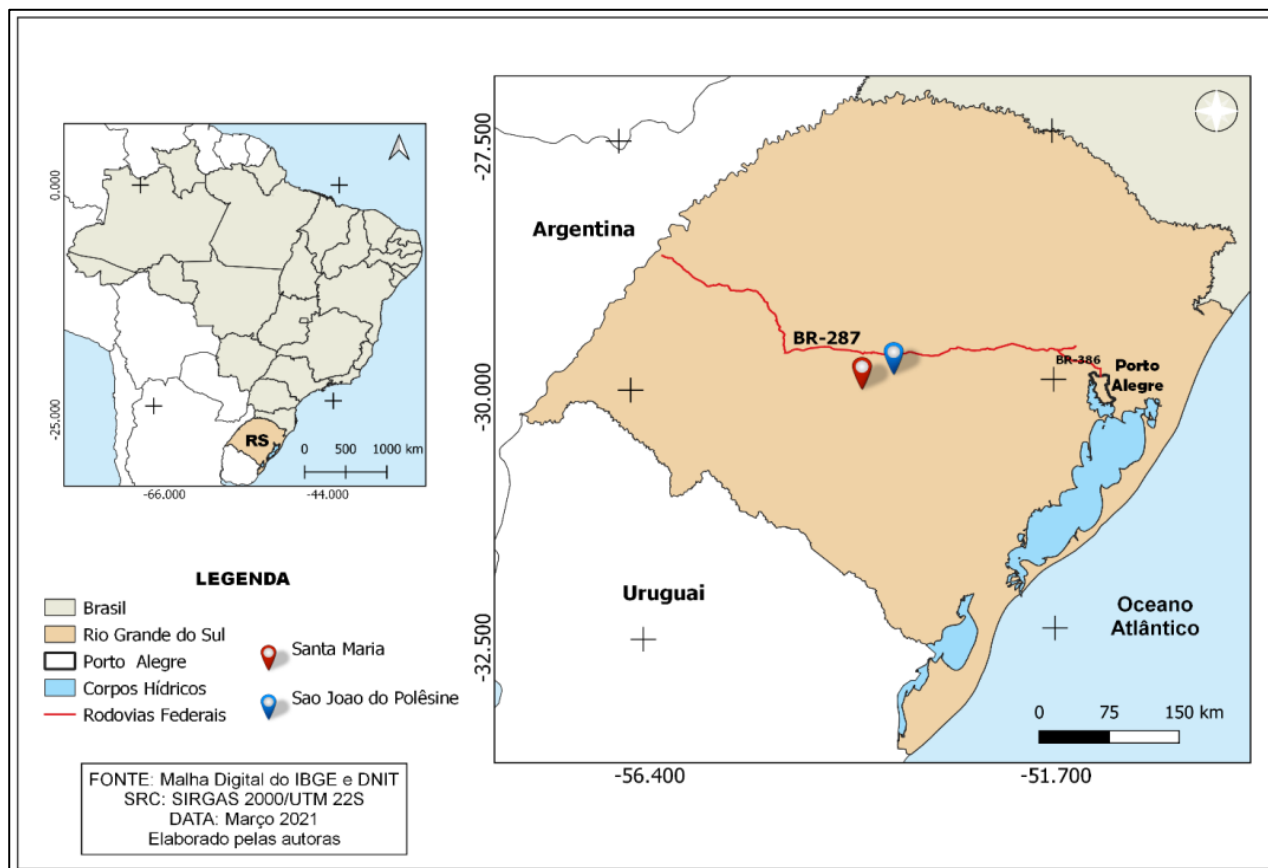 0.000
-25.000
RS
0 500 1000 km
-66.000
-44.000
LEGENDA
Brasil
Rio Grande do Sul
Porto Alegre
Corpos Hídricos
Rodovias Federais
Santa Maria
Sao Joao do Polêsine
FONTE: Malha Digital do IBGE e DNIT
SRC: SIRGAS 2000/UTM 22S
DATA: Março 2021
Elaborado pelas autoras
-27.500
-30.000
-32.500
Argentina
BR-287
BR-386
Porto
Alegre
Uruguai
Oceano
Atlântico
0 75 150 km
-56.400
-51.700